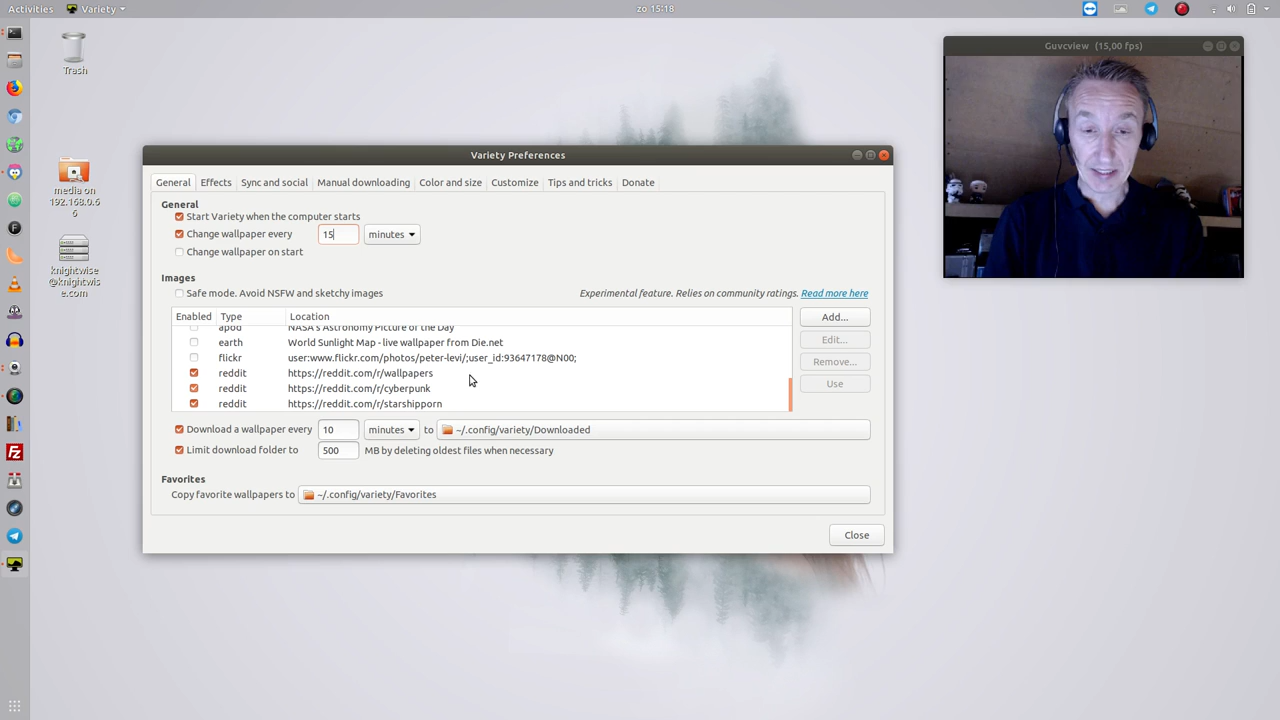 Activities Variety zo 15:18
Trash
media on
192.168.0.6
6
knightwise
@knightwi
se.com
Guvcview (15,00 fps)
Variety Preferences
General Effects Sync and social Manual downloading Color and size Customize Tips and tricks Donate
General
Start Variety when the computer starts
Change wallpaper every 15 minutes
Change wallpaper on start
Images
Safe mode. Avoid NSFW and sketchy images Experimental feature. Relies on community ratings. Read more here
Enabled Type Location Add...
apod NASA's Astronomy Picture of the Day
earth World Sunlight Map - live wallpaper from Die.net Edit...
flickr user:www.flickr.com/photos/peter-levi/;user_id:93647178@N00; Remove...
reddit https://reddit.com/r/wallpapers
reddit https://reddit.com/r/cyberpunk Use
reddit https://reddit.com/r/starshipporn
Download a wallpaper every 10 minutes to ~/.config/variety/Downloaded
Limit download folder to 500 MB by deleting oldest files when necessary
Favorites
Copy favorite wallpapers to ~/.config/variety/Favorites
Close